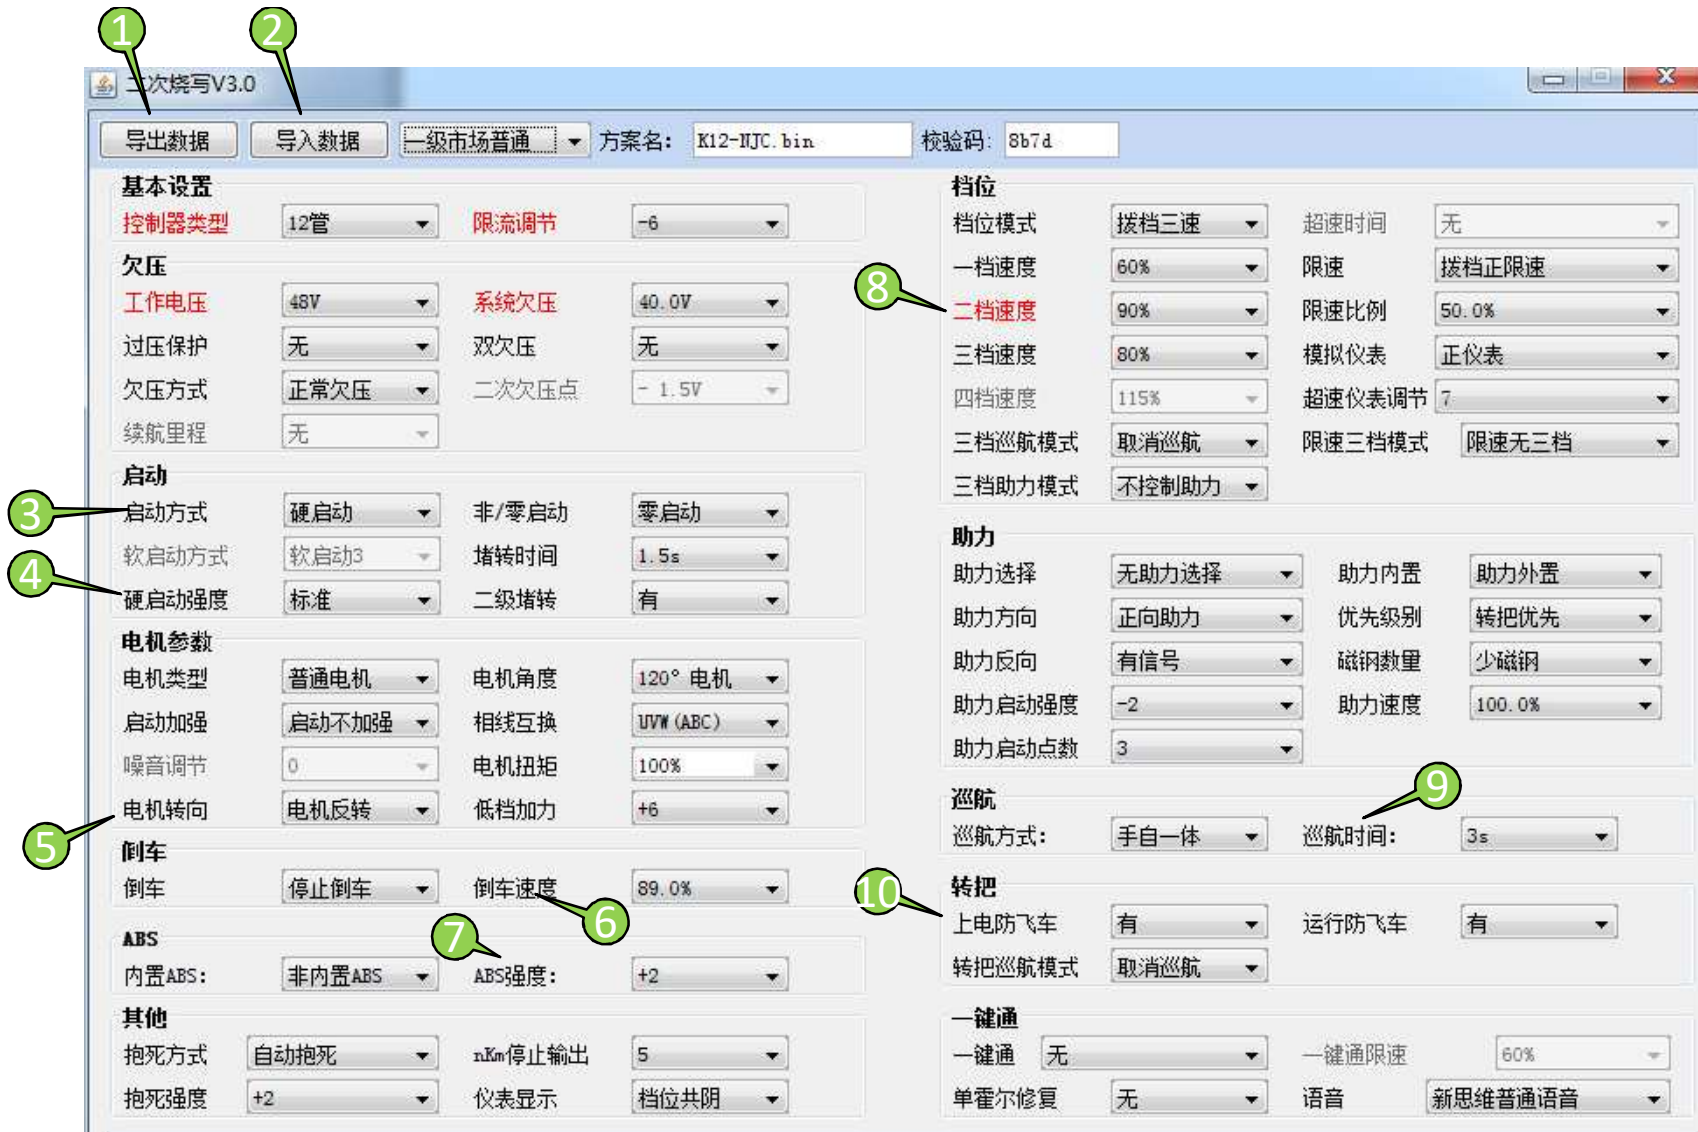 1 2
二次烧写V3.0
导出数据 导入数据 一级市场普通 方案名： K12-NJC.bin 校验码: 8b7d
基本设置
控制器类型 12管 限流调节 -6
欠压
工作电压 48V 系统欠压 40.0V
过压保护 无 双欠压 无
欠压方式 正常欠压 二次欠压点 - 1.5V
续航里程 无
启动
3 启动方式 硬启动 非/零启动 零启动
软启动方式 软启动3 堵转时间 1.5s
4 硬启动强度 标准 二级堵转 有
电机参数
电机类型 普通电机 电机角度 120° 电机
启动加强 启动不加强 相线互换 UVW(ABC)
噪音调节 0 电机扭矩 100%
5 电机转向 电机反转 低档加力 +6
倒车
倒车 停止倒车 倒车速度 89.0%
6
7
ABS
内置ABS: 非内置ABS ABS强度: +2
其他
抱死方式 自动抱死 nKm停止输出 5
抱死强度 +2 仪表显示 档位共阴
档位
档位模式 拨档三速 超速时间 无
一档速度 60% 限速 拨档正限速
8 二档速度 90% 限速比例 50.0%
三档速度 80% 模拟仪表 正仪表
四档速度 115% 超速仪表调节 7
三档巡航模式 取消巡航 限速三档模式 限速无三档
三档助力模式 不控制助力
助力
助力选择 无助力选择 助力内置 助力外置
助力方向 正向助力 优先级别 转把优先
助力反向 有信号 磁钢数量 少磁钢
助力启动强度 -2 助力速度 100.0%
助力启动点数 3
9
巡航
巡航方式: 手自一体 巡航时间: 3s
10
转把
上电防飞车 有 运行防飞车 有
转把巡航模式 取消巡航
一键通
一键通 无 一键通限速 60%
单霍尔修复 无 语音 新思维普通语音